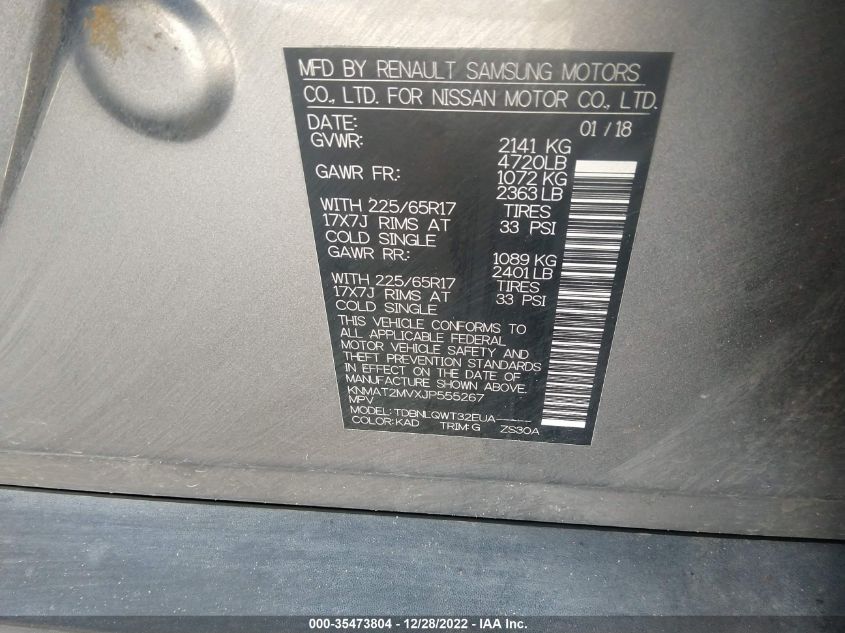 MFD BY RENAULT SAMSUNG MOTORS
CO., LTD. FOR NISSAN MOTOR CO., LTD.
DATE: 01 / 18
GVWR: 2141 KG
4720LB
GAWR FR.: 1072 KG
2363 LB
WITH 225/65R17 TIRES
17X7J RIMS AT 33 PSI
COLD SINGLE
GAWR RR.: 1089 KG
2401 LB
WITH 225/65R17 TIRES
17X7J RIMS AT 33 PSI
COLD SINGLE
THIS VEHICLE CONFORMS TO
ALL APPLICABLE FEDERAL
MOTOR VEHICLE SAFETY AND
THEFT PREVENTION STANDARDS
IN EFFECT ON THE DATE OF
MANUFACTURE SHOWN ABOVE.
KNMAT2MVXJP555267
MPV
MODEL: TDBNLQWT32EUA-----
COLOR: KAD TRIM: G ZS30A
000-35473804 - 12/28/2022 - www.iaai.com.